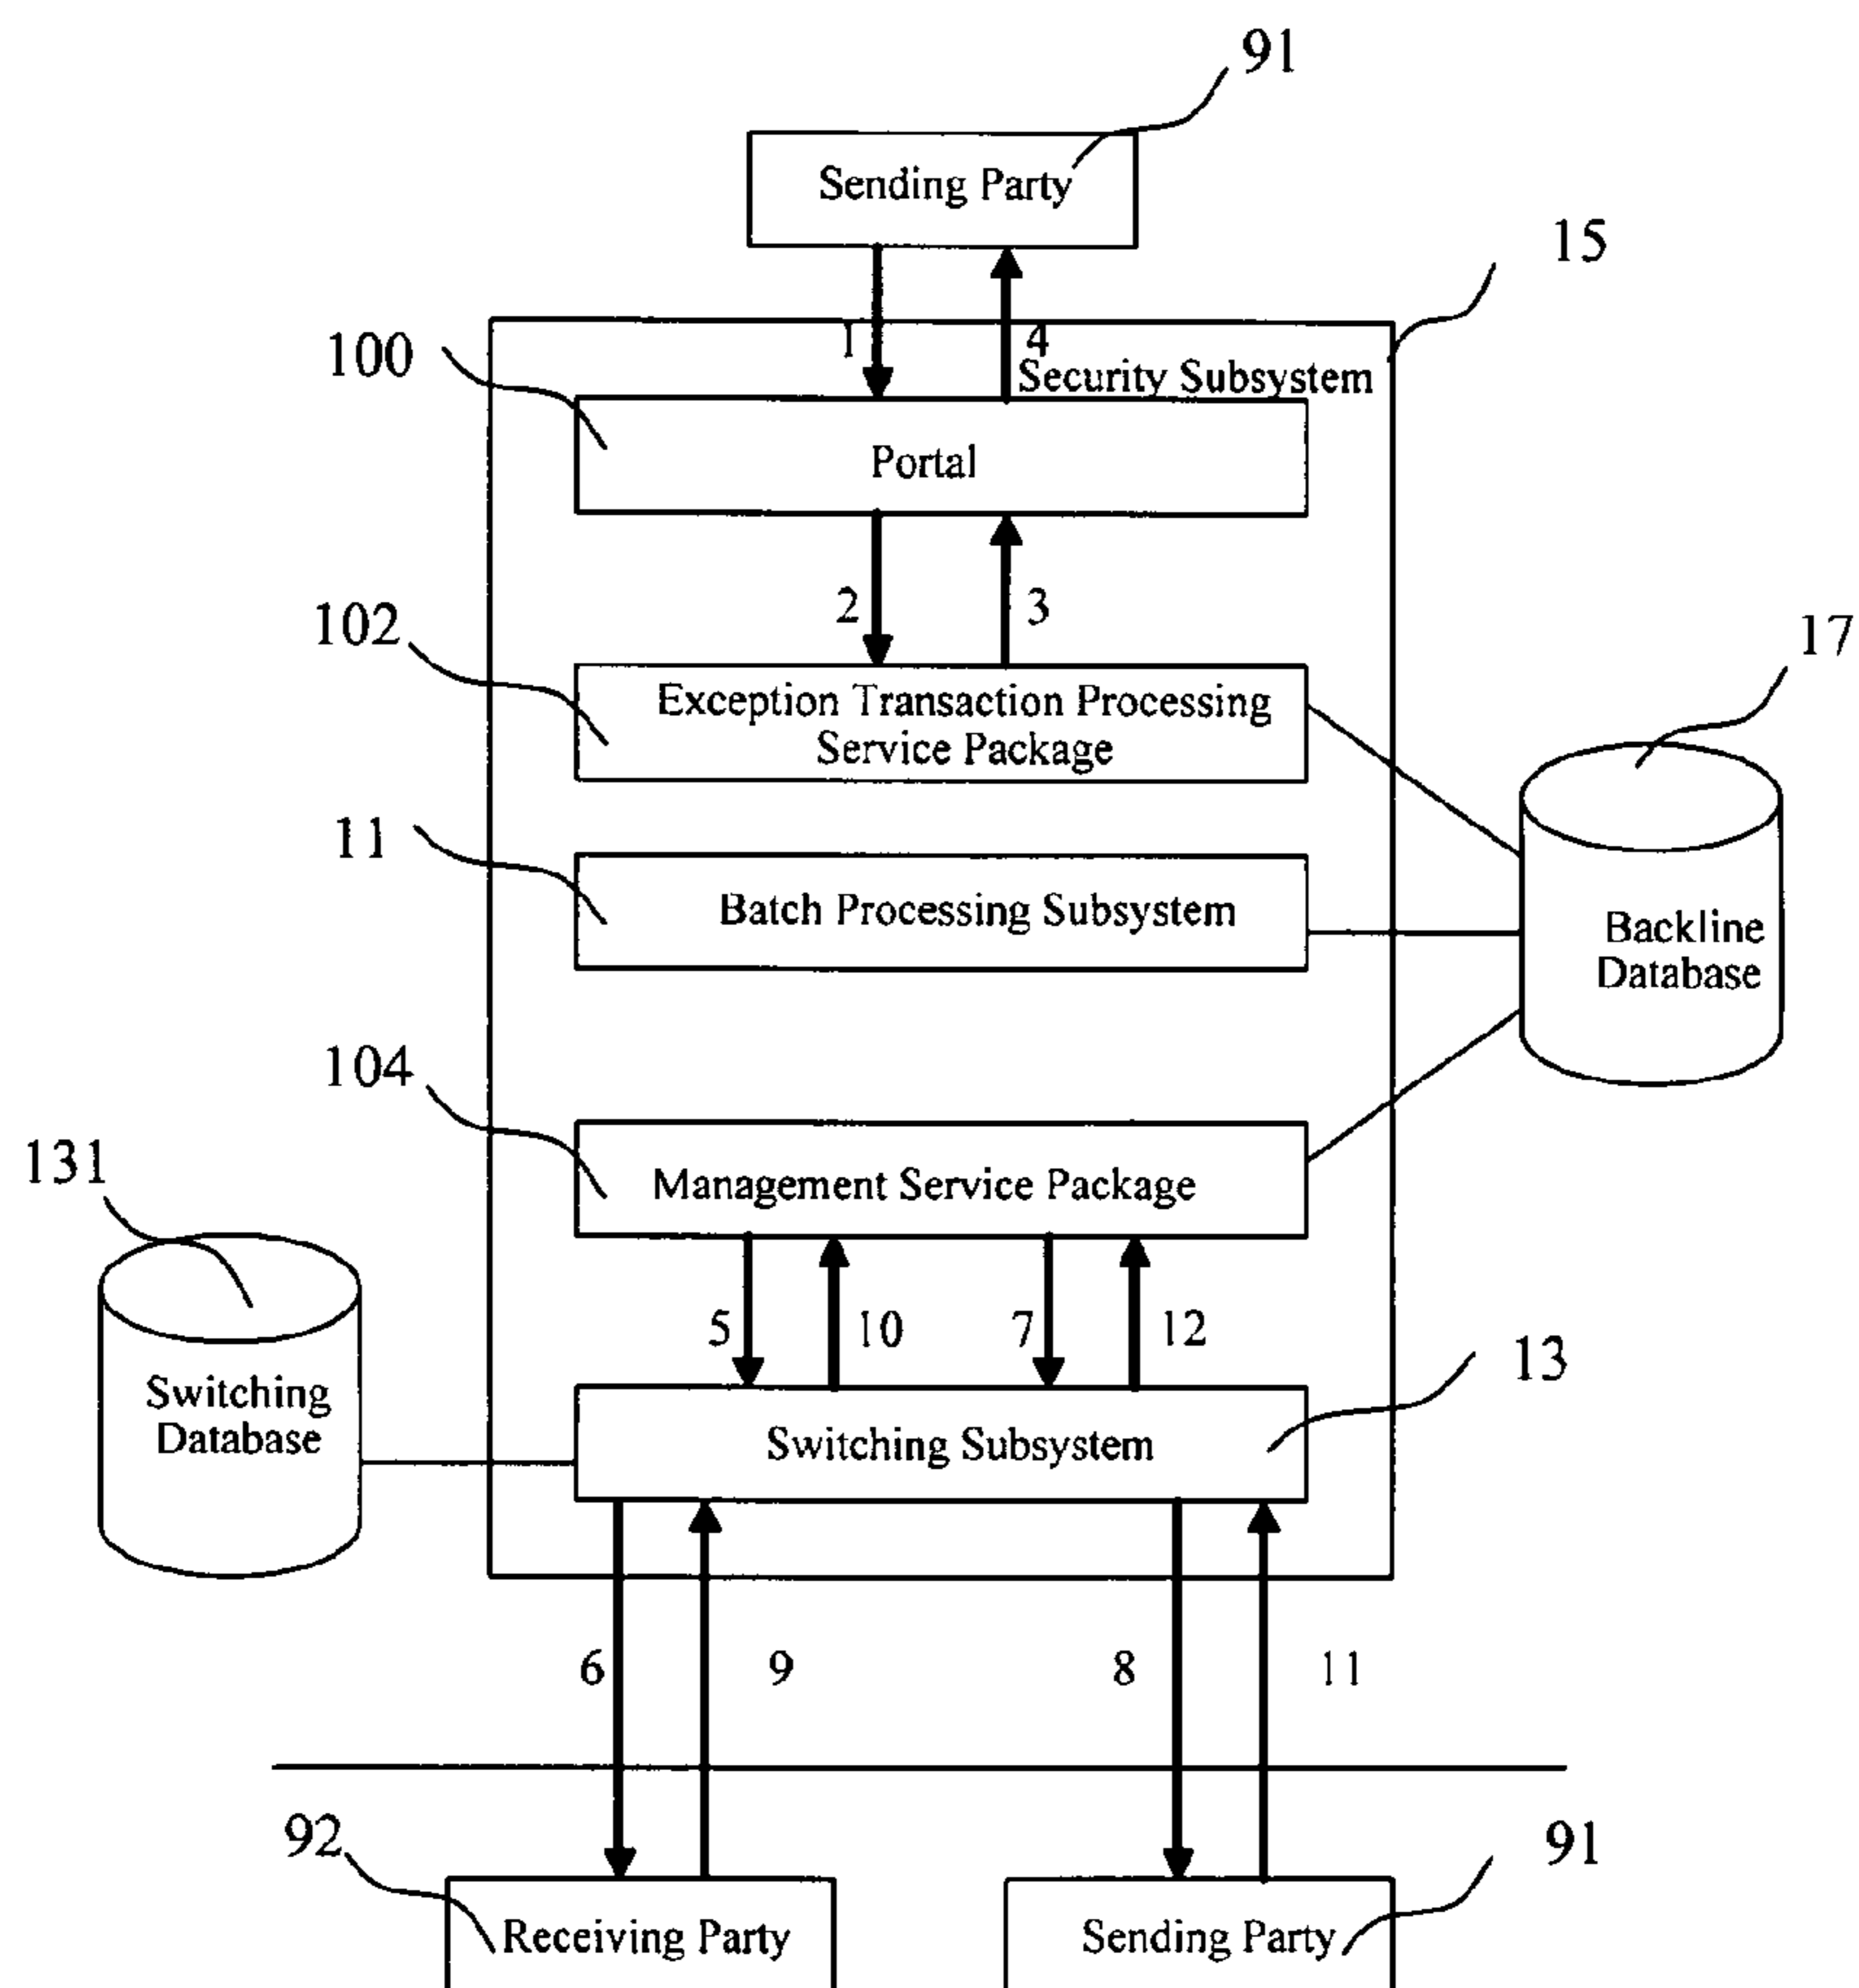 91
Sending Party
15
1
4
100
Security Subsystem
Portal
2
3
102
17
Exception Transaction Processing
Service Package
11
Batch Processing Subsystem
Backline
Database
104
131
Management Service Package
5
10
7
12
13
Switching
Database
Switching Subsystem
6
9
8
11
92
91
Receiving Party
Sending Party